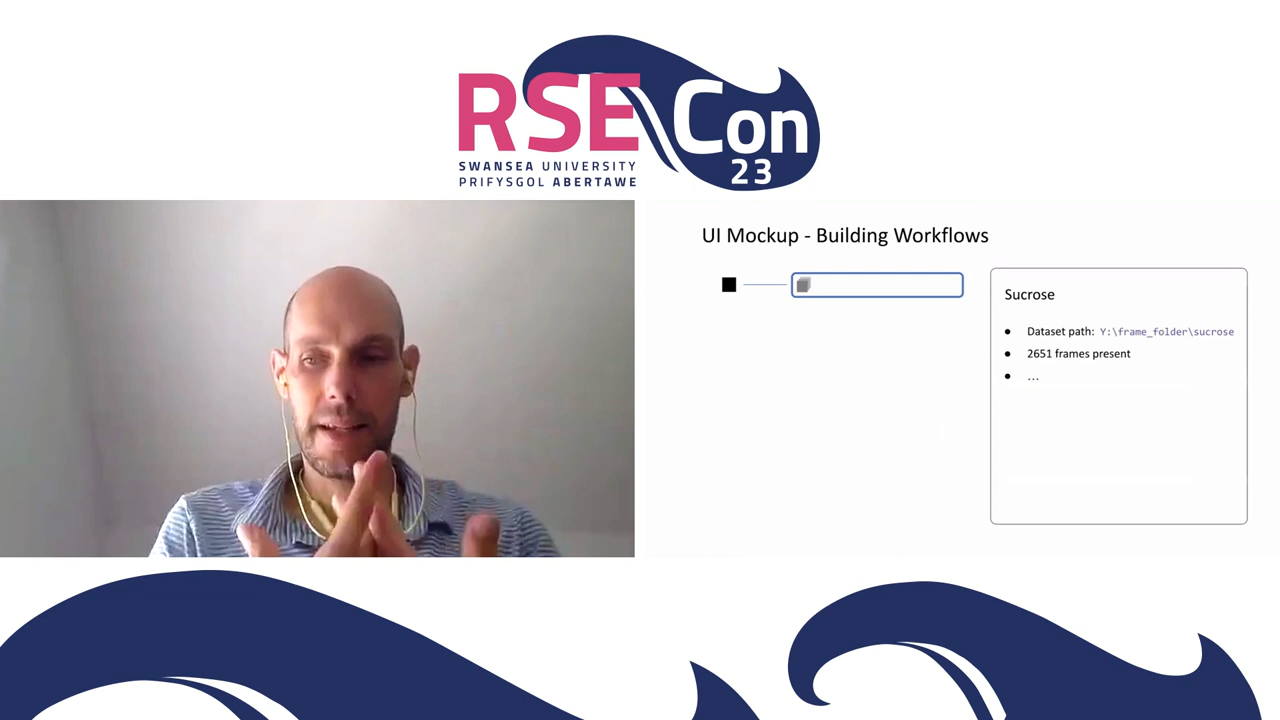 RSE Con
SWANSEA UNIVERSITY
PRIFYSGOL ABERTAWE
23
UI Mockup - Building Workflows
Sucrose
● Dataset path: Y:\frame_folder\sucrose
● 2651 frames present
● ...